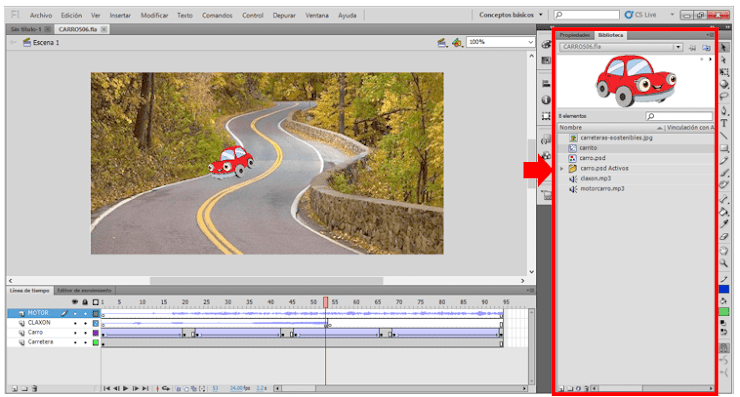 Fl Archivo Edición Ver Insertar Modificar Texto Comandos Control Depurar Ventana Ayuda Conceptos básicos CS Live
Sin título-1 CARROS06.fla
Escena 1 100%
Propiedades Biblioteca
CARROS06.fla
8 elementos
Nombre Vinculación con A
carreteras-sostenibles.jpg
carrito
carro.psd
carro.psd Activos
claxon.mp3
motorcarro.mp3
Línea de tiempo Editor de movimiento
1 5 10 15 20 25 30 35 40 45 50 55 60 65 70 75 80 85 90 95
MOTOR
CLAXON
Carro
Carretera
53 24.00 fps 2.2 s